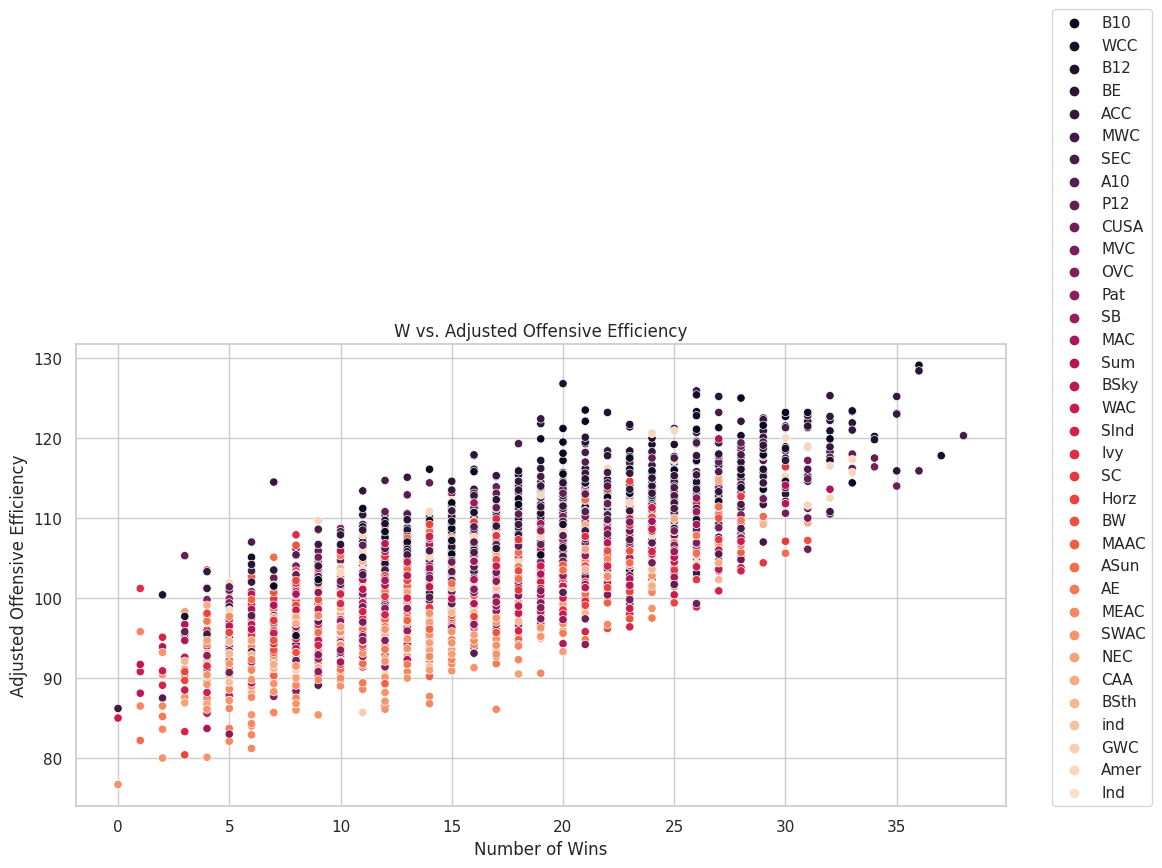 B10
WCC
B12
BE
ACC
MWC
SEC
A10
P12
CUSA
MVC
OVC
Pat
SB
MAC
Sum
BSky
WAC
SInd
Ivy
SC
Horz
BW
MAAC
ASun
AE
MEAC
SWAC
NEC
CAA
BSth
ind
GWC
Amer
Ind
W vs. Adjusted Offensive Efficiency
130
120
110
100
90
80
Adjusted Offensive Efficiency
0 5 10 15 20 25 30 35
Number of Wins